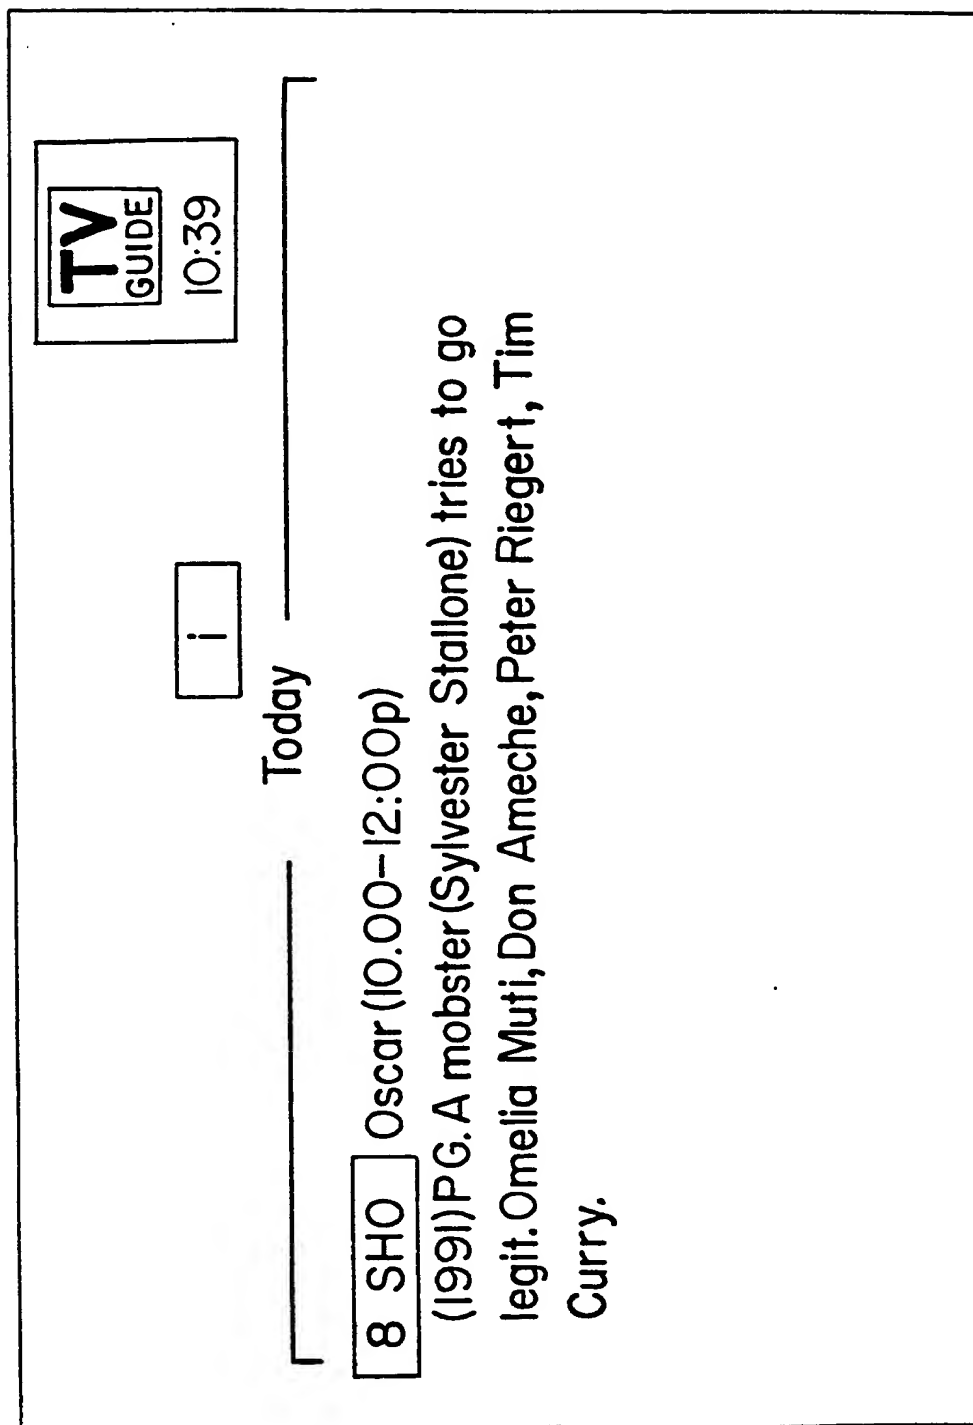 TV
GUIDE
10:39
i
Today
8 SHO Oscar (10.00-12:00p)
(1991) PG. A mobster (Sylvester Stallone) tries to go
legit. Omelia Muti, Don Ameche, Peter Riegert, Tim
Curry.